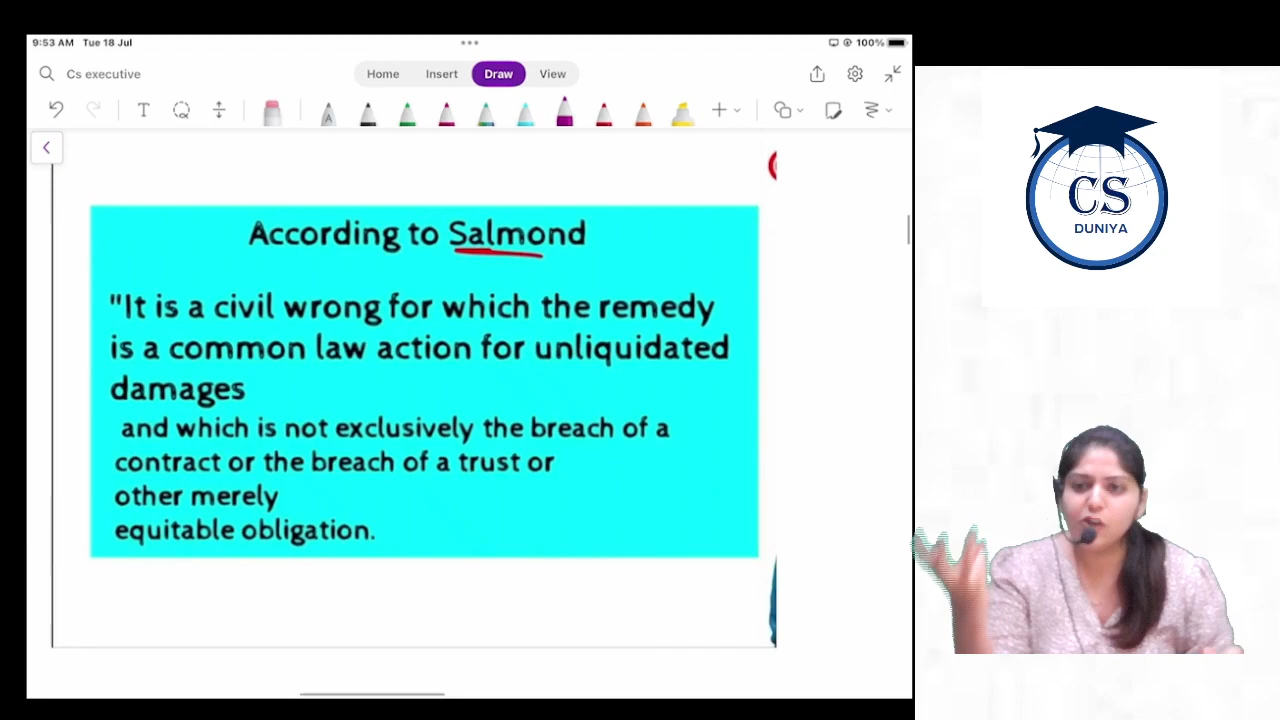 9:53 AM Tue 18 Jul
100%
Cs executive
Home Insert Draw View
T
A
According to Salmond
"It is a civil wrong for which the remedy
is a common law action for unliquidated
damages
and which is not exclusively the breach of a
contract or the breach of a trust or
other merely
equitable obligation.
CS
DUNIYA